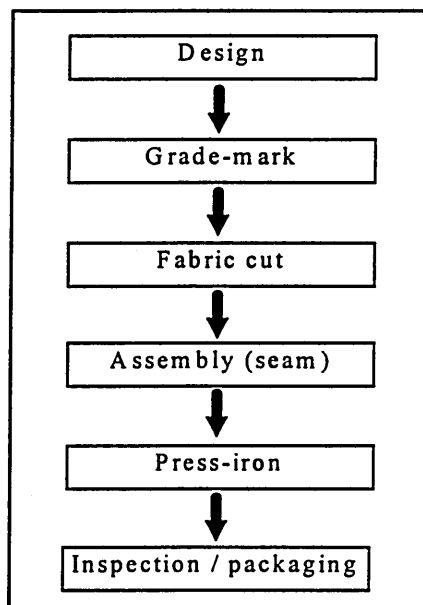 Design
Grade-mark
Fabric cut
Assembly (seam)
Press-iron
Inspection / packaging